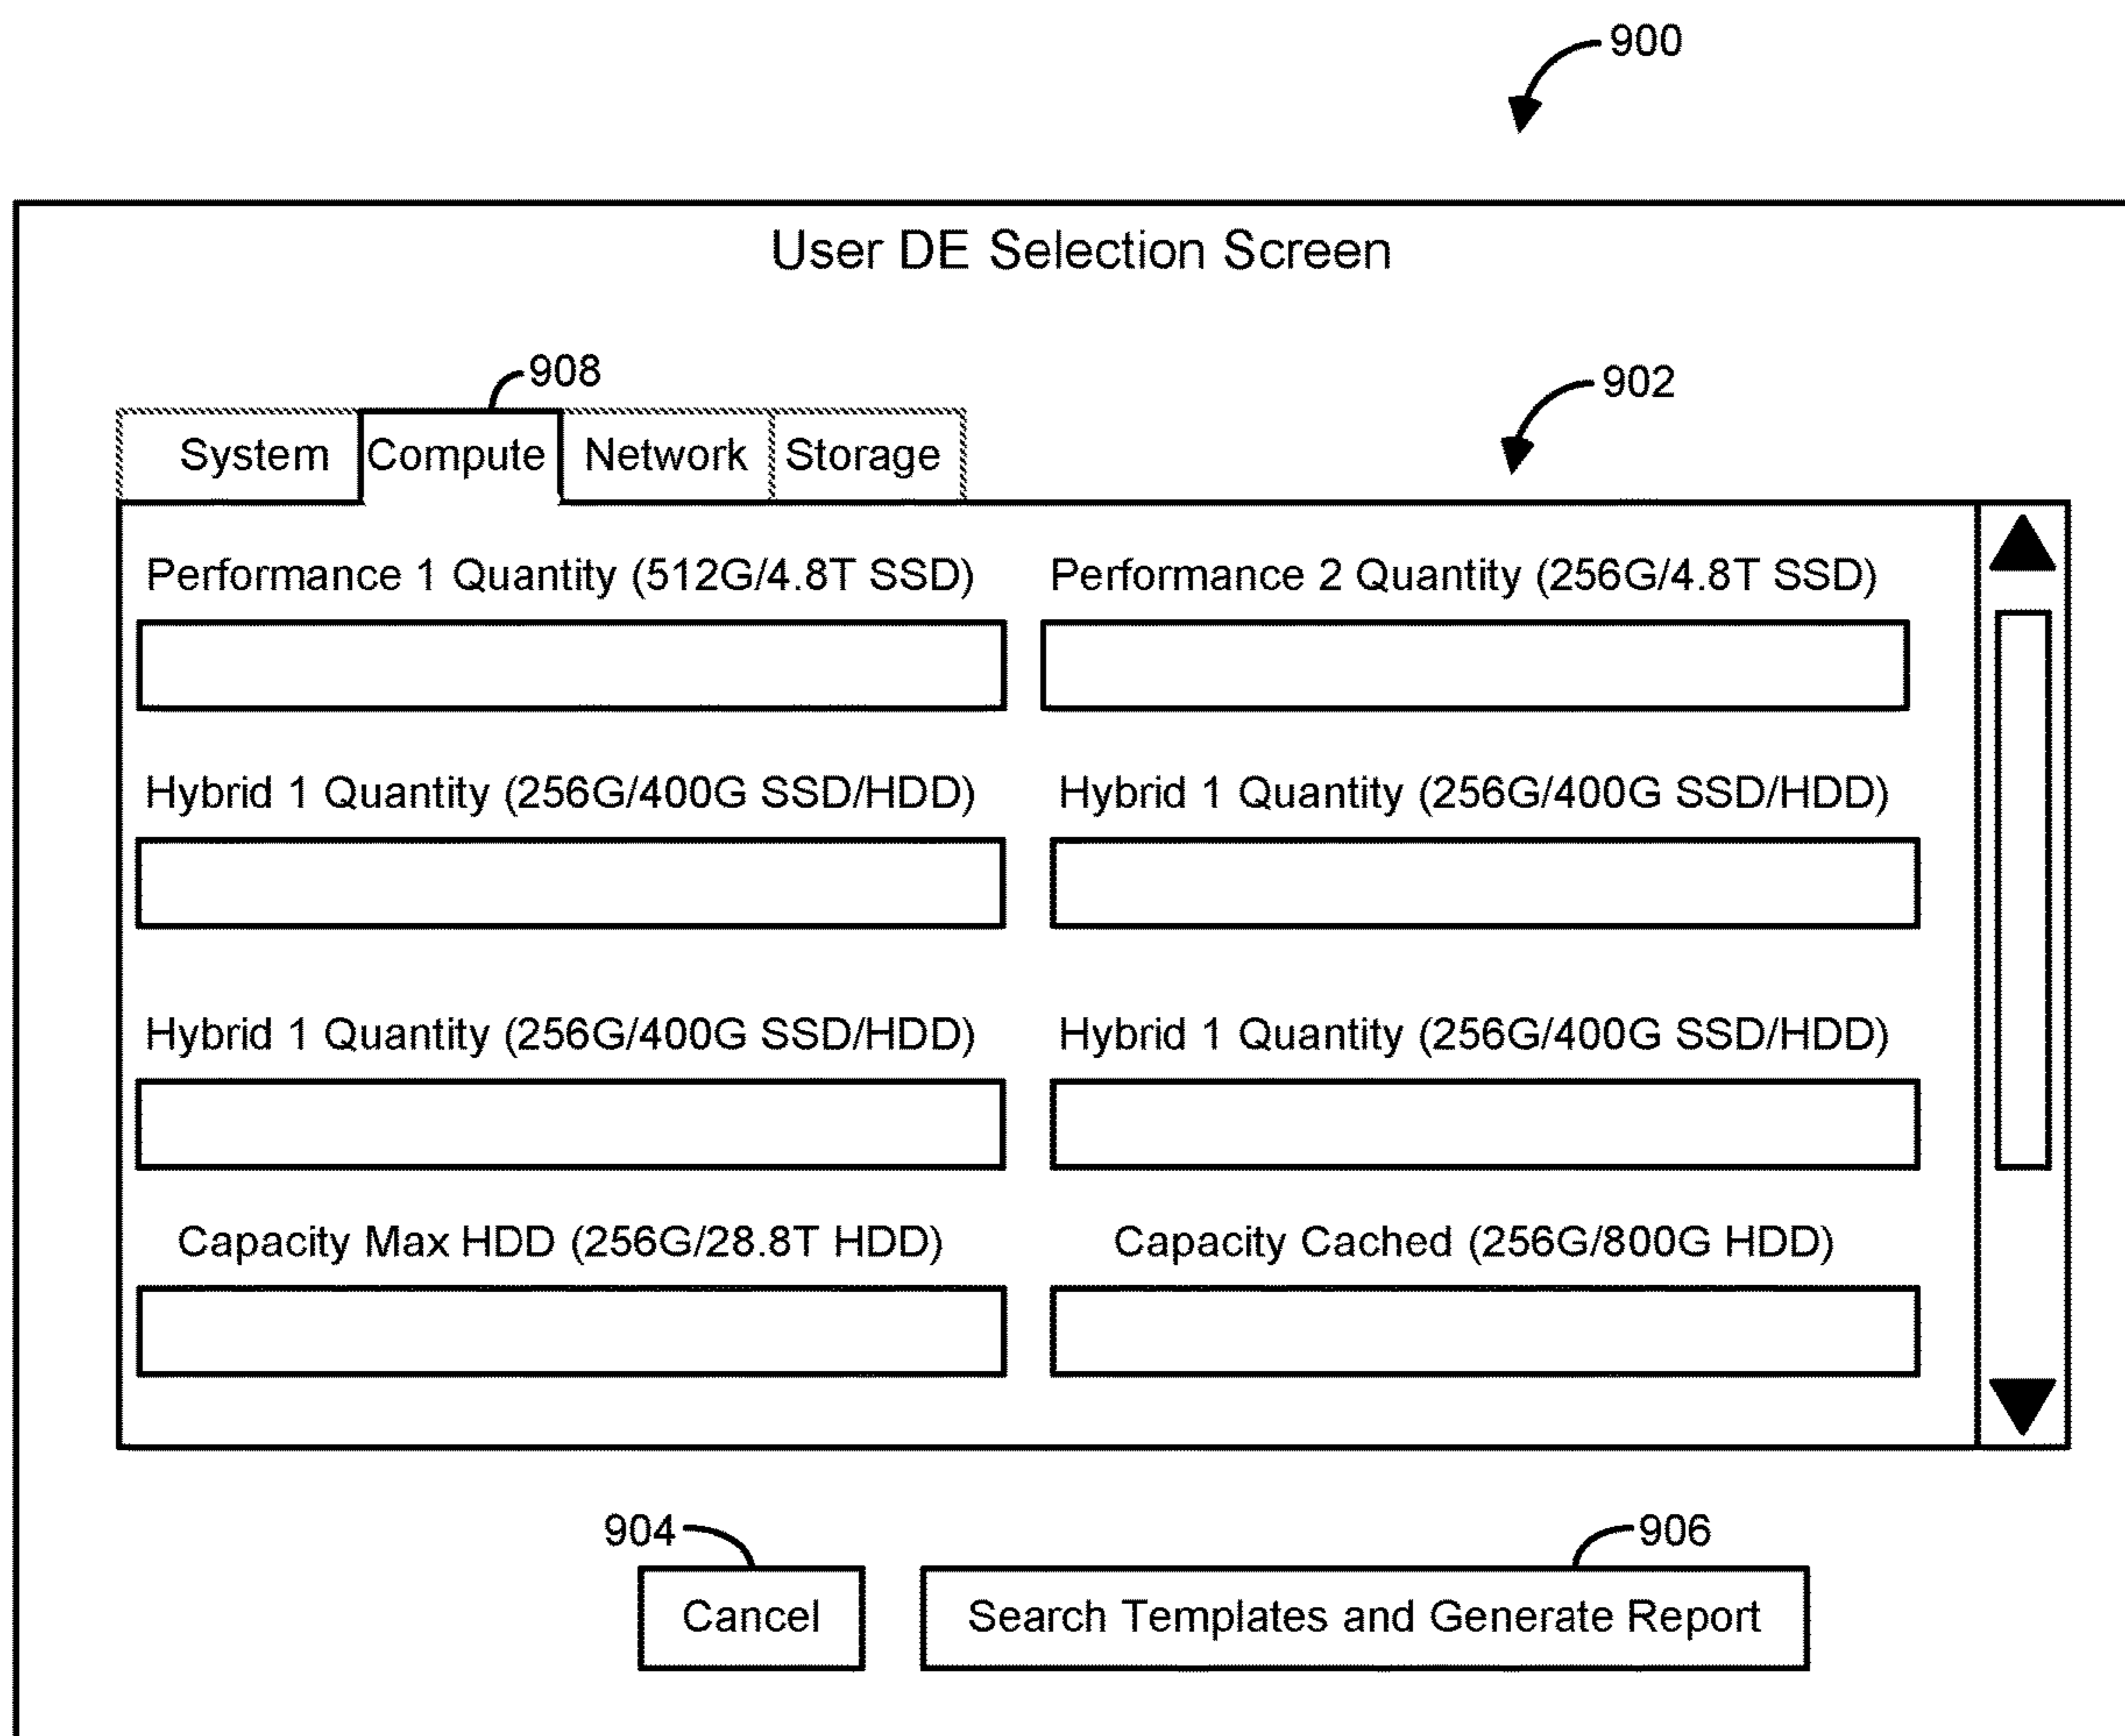 900
User DE Selection Screen
908
902
System Compute Network Storage
Performance 1 Quantity (512G/4.8T SSD) Performance 2 Quantity (256G/4.8T SSD)
Hybrid 1 Quantity (256G/400G SSD/HDD) Hybrid 1 Quantity (256G/400G SSD/HDD)
Hybrid 1 Quantity (256G/400G SSD/HDD) Hybrid 1 Quantity (256G/400G SSD/HDD)
Capacity Max HDD (256G/28.8T HDD) Capacity Cached (256G/800G HDD)
904 906
Cancel Search Templates and Generate Report